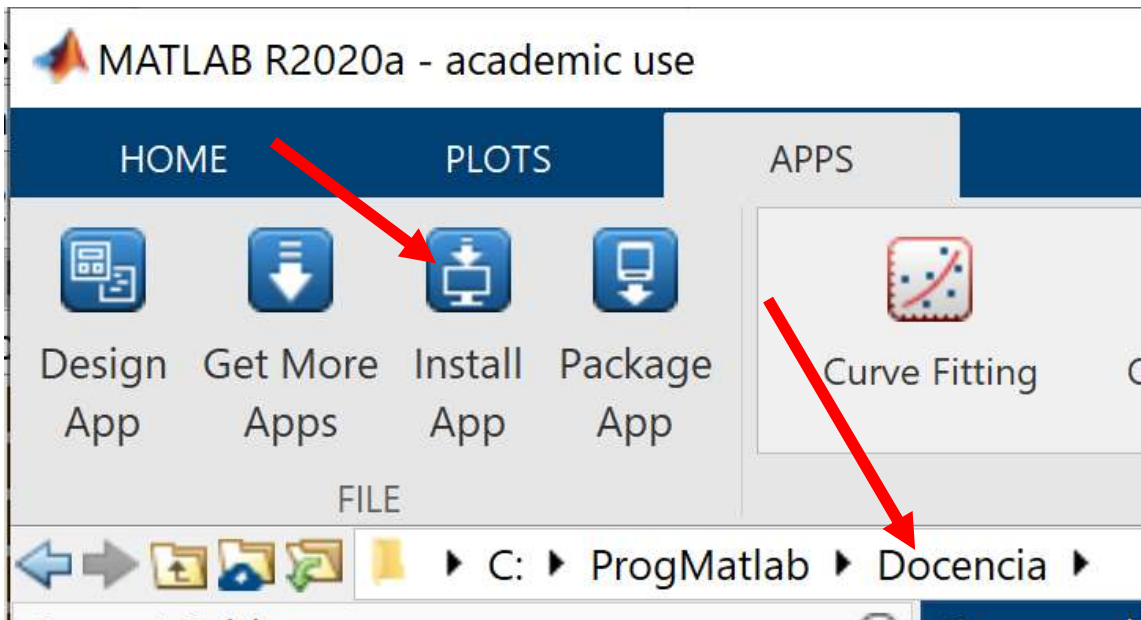 MATLAB R2020a - academic use
HOME PLOTS APPS
Design App Get More Apps Install App Package App Curve Fitting
FILE
C: ProgMatlab Docencia